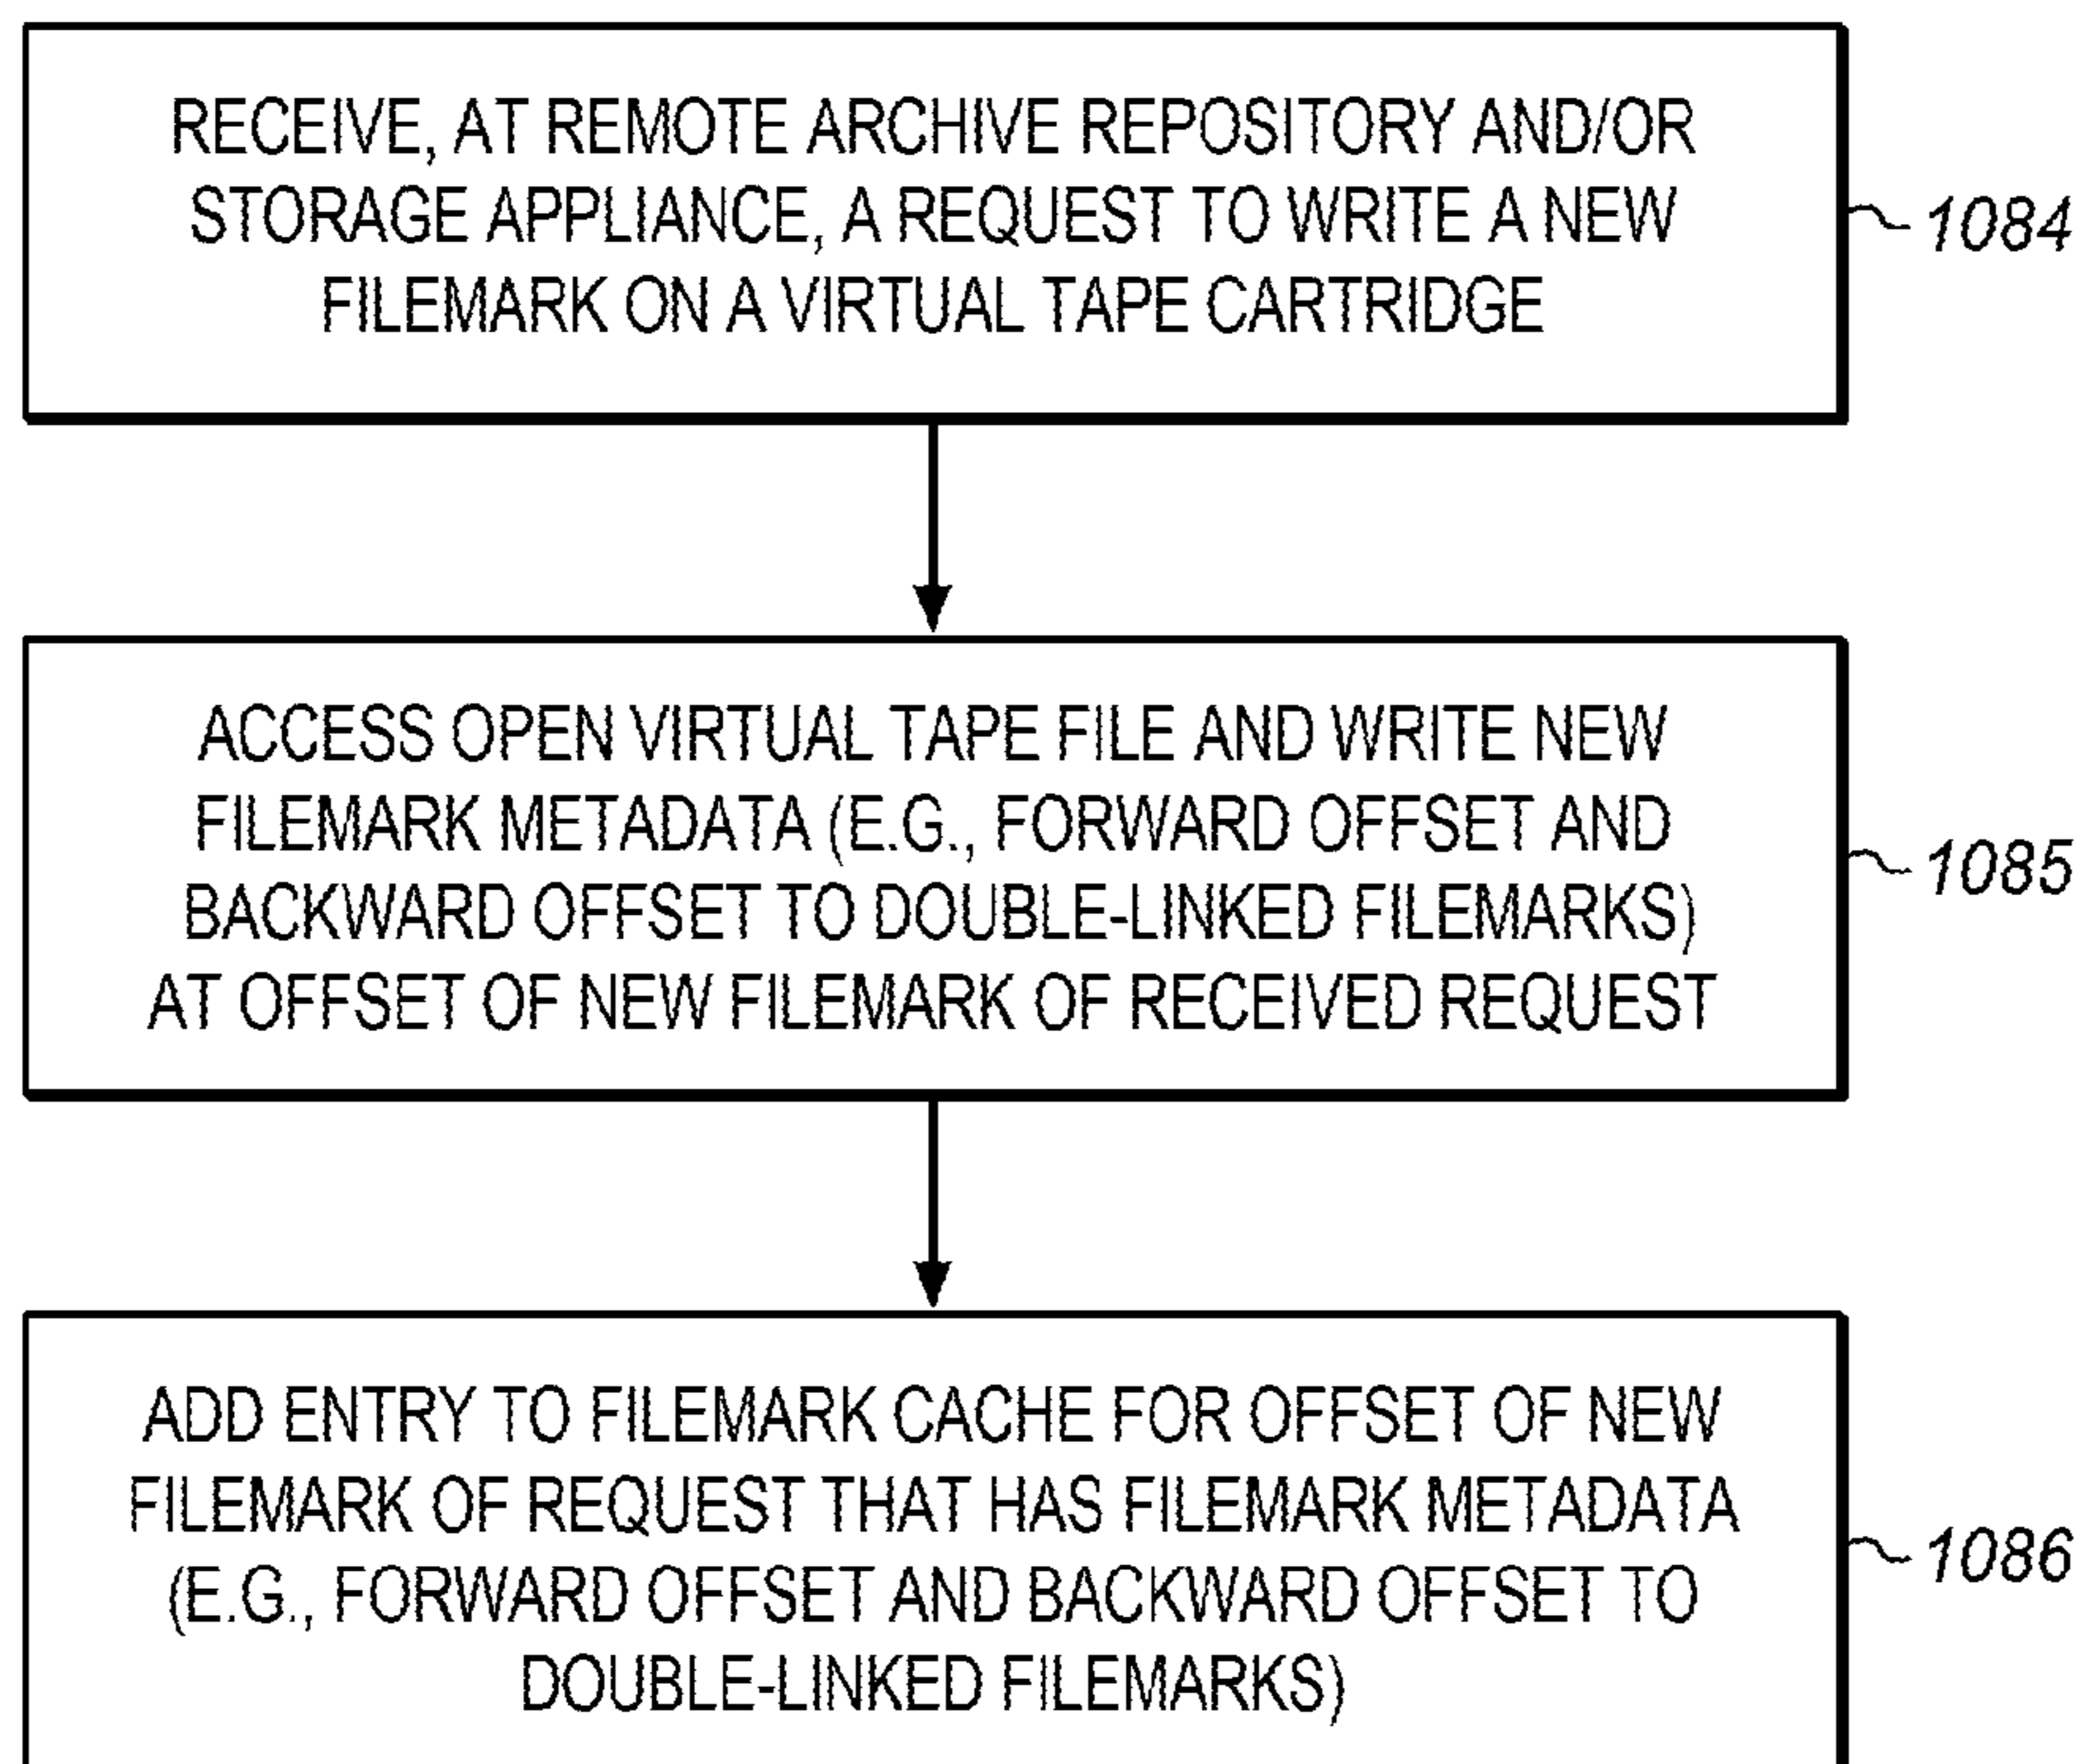 RECEIVE, AT REMOTE ARCHIVE REPOSITORY AND/OR
STORAGE APPLIANCE, A REQUEST TO WRITE A NEW
FILEMARK ON A VIRTUAL TAPE CARTRIDGE
1084
ACCESS OPEN VIRTUAL TAPE FILE AND WRITE NEW
FILEMARK METADATA (E.G., FORWARD OFFSET AND
BACKWARD OFFSET TO DOUBLE-LINKED FILEMARKS)
AT OFFSET OF NEW FILEMARK OF RECEIVED REQUEST
1085
ADD ENTRY TO FILEMARK CACHE FOR OFFSET OF NEW
FILEMARK OF REQUEST THAT HAS FILEMARK METADATA
(E.G., FORWARD OFFSET AND BACKWARD OFFSET TO
DOUBLE-LINKED FILEMARKS)
1086